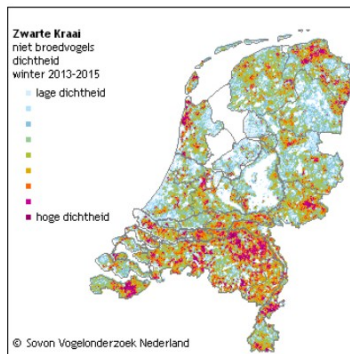 Zwarte Kraai
niet broedvogels
dichtheid
winter 2013-2015
lage dichtheid
hoge dichtheid
© Sovon Vogelonderzoek Nederland